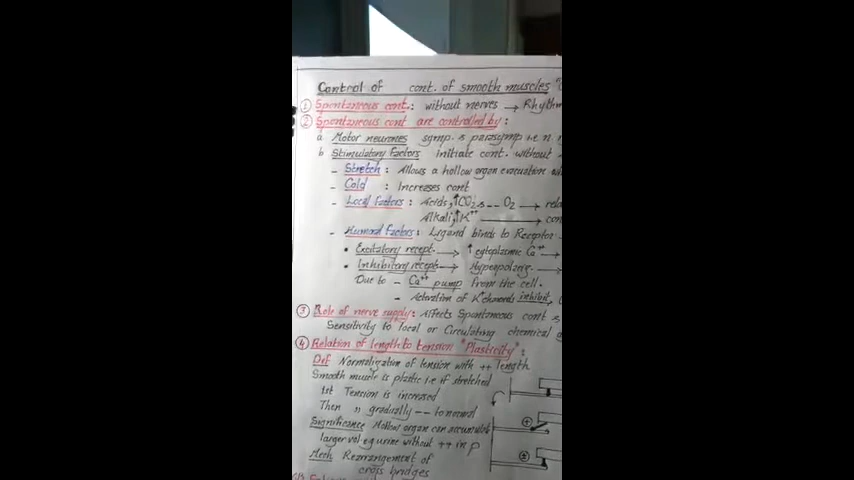 Control of cont. of smooth muscles
① Spontaneous cont.: without nerves → Rhythm
② Spontaneous cont are controlled by:
a Motor neurones symp. & parasymp i.e n
b Stimulatory factors Initiate cont. without
- Stretch : Allows a hollow organ evacuation
- Cold : Increases cont
- Local factors : Acids, ↑CO2 & -- O2 → rela
Alkali, ↑K++ → con
- Humoral factors : Ligand binds to Receptor
• Excitatory recept. → ↑ cytoplasmic Ca++ →
• Inhibitory recept → Hyperpolariz. →
Due to - Ca++ pump from the cell.
- Activation of K+ channels inhibit.
③ Role of nerve supply: Affects Spontaneous cont &
Sensitivity to local or Circulating chemical
④ Relation of length to tension "Plasticity":
Def Normalization of tension with ++ length
Smooth muscle is plastic i.e if stretched
1st Tension is increased
Then n gradually -- to normal
Significance Hollow organ can accumulate
larger vol e.g urine without ++ in p
Mech Rearrangement of
cross bridges